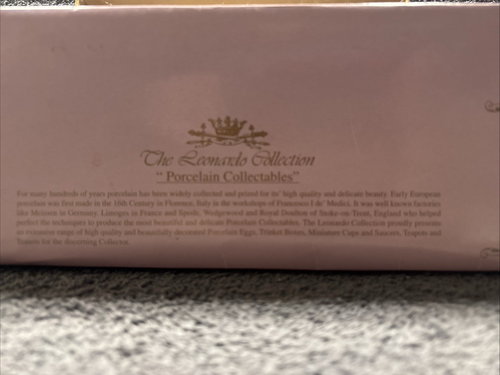 The Leonardo Collection
" Porcelain Collectables"
For many hundreds of years porcelain has been widely collected and prized for its' high quality and delicate beauty. Early European
porcelain was first made in the 16th Century in Florence, Italy in the workshops of Francesco I de' Medici. It was well known factories
like Meissen in Germany, Limoges in France and Spode, Wedgewood and Royal Doulton of Stoke-on-Trent, England who helped
perfect the techniques to produce the most beautiful and delicate Porcelain Collectables. The Leonardo Collection proudly presents
an extensive range of high quality and beautifully decorated Porcelain Eggs, Trinket Boxes, Miniature Cups and Saucers, Teapots and
for the discerning Collector.